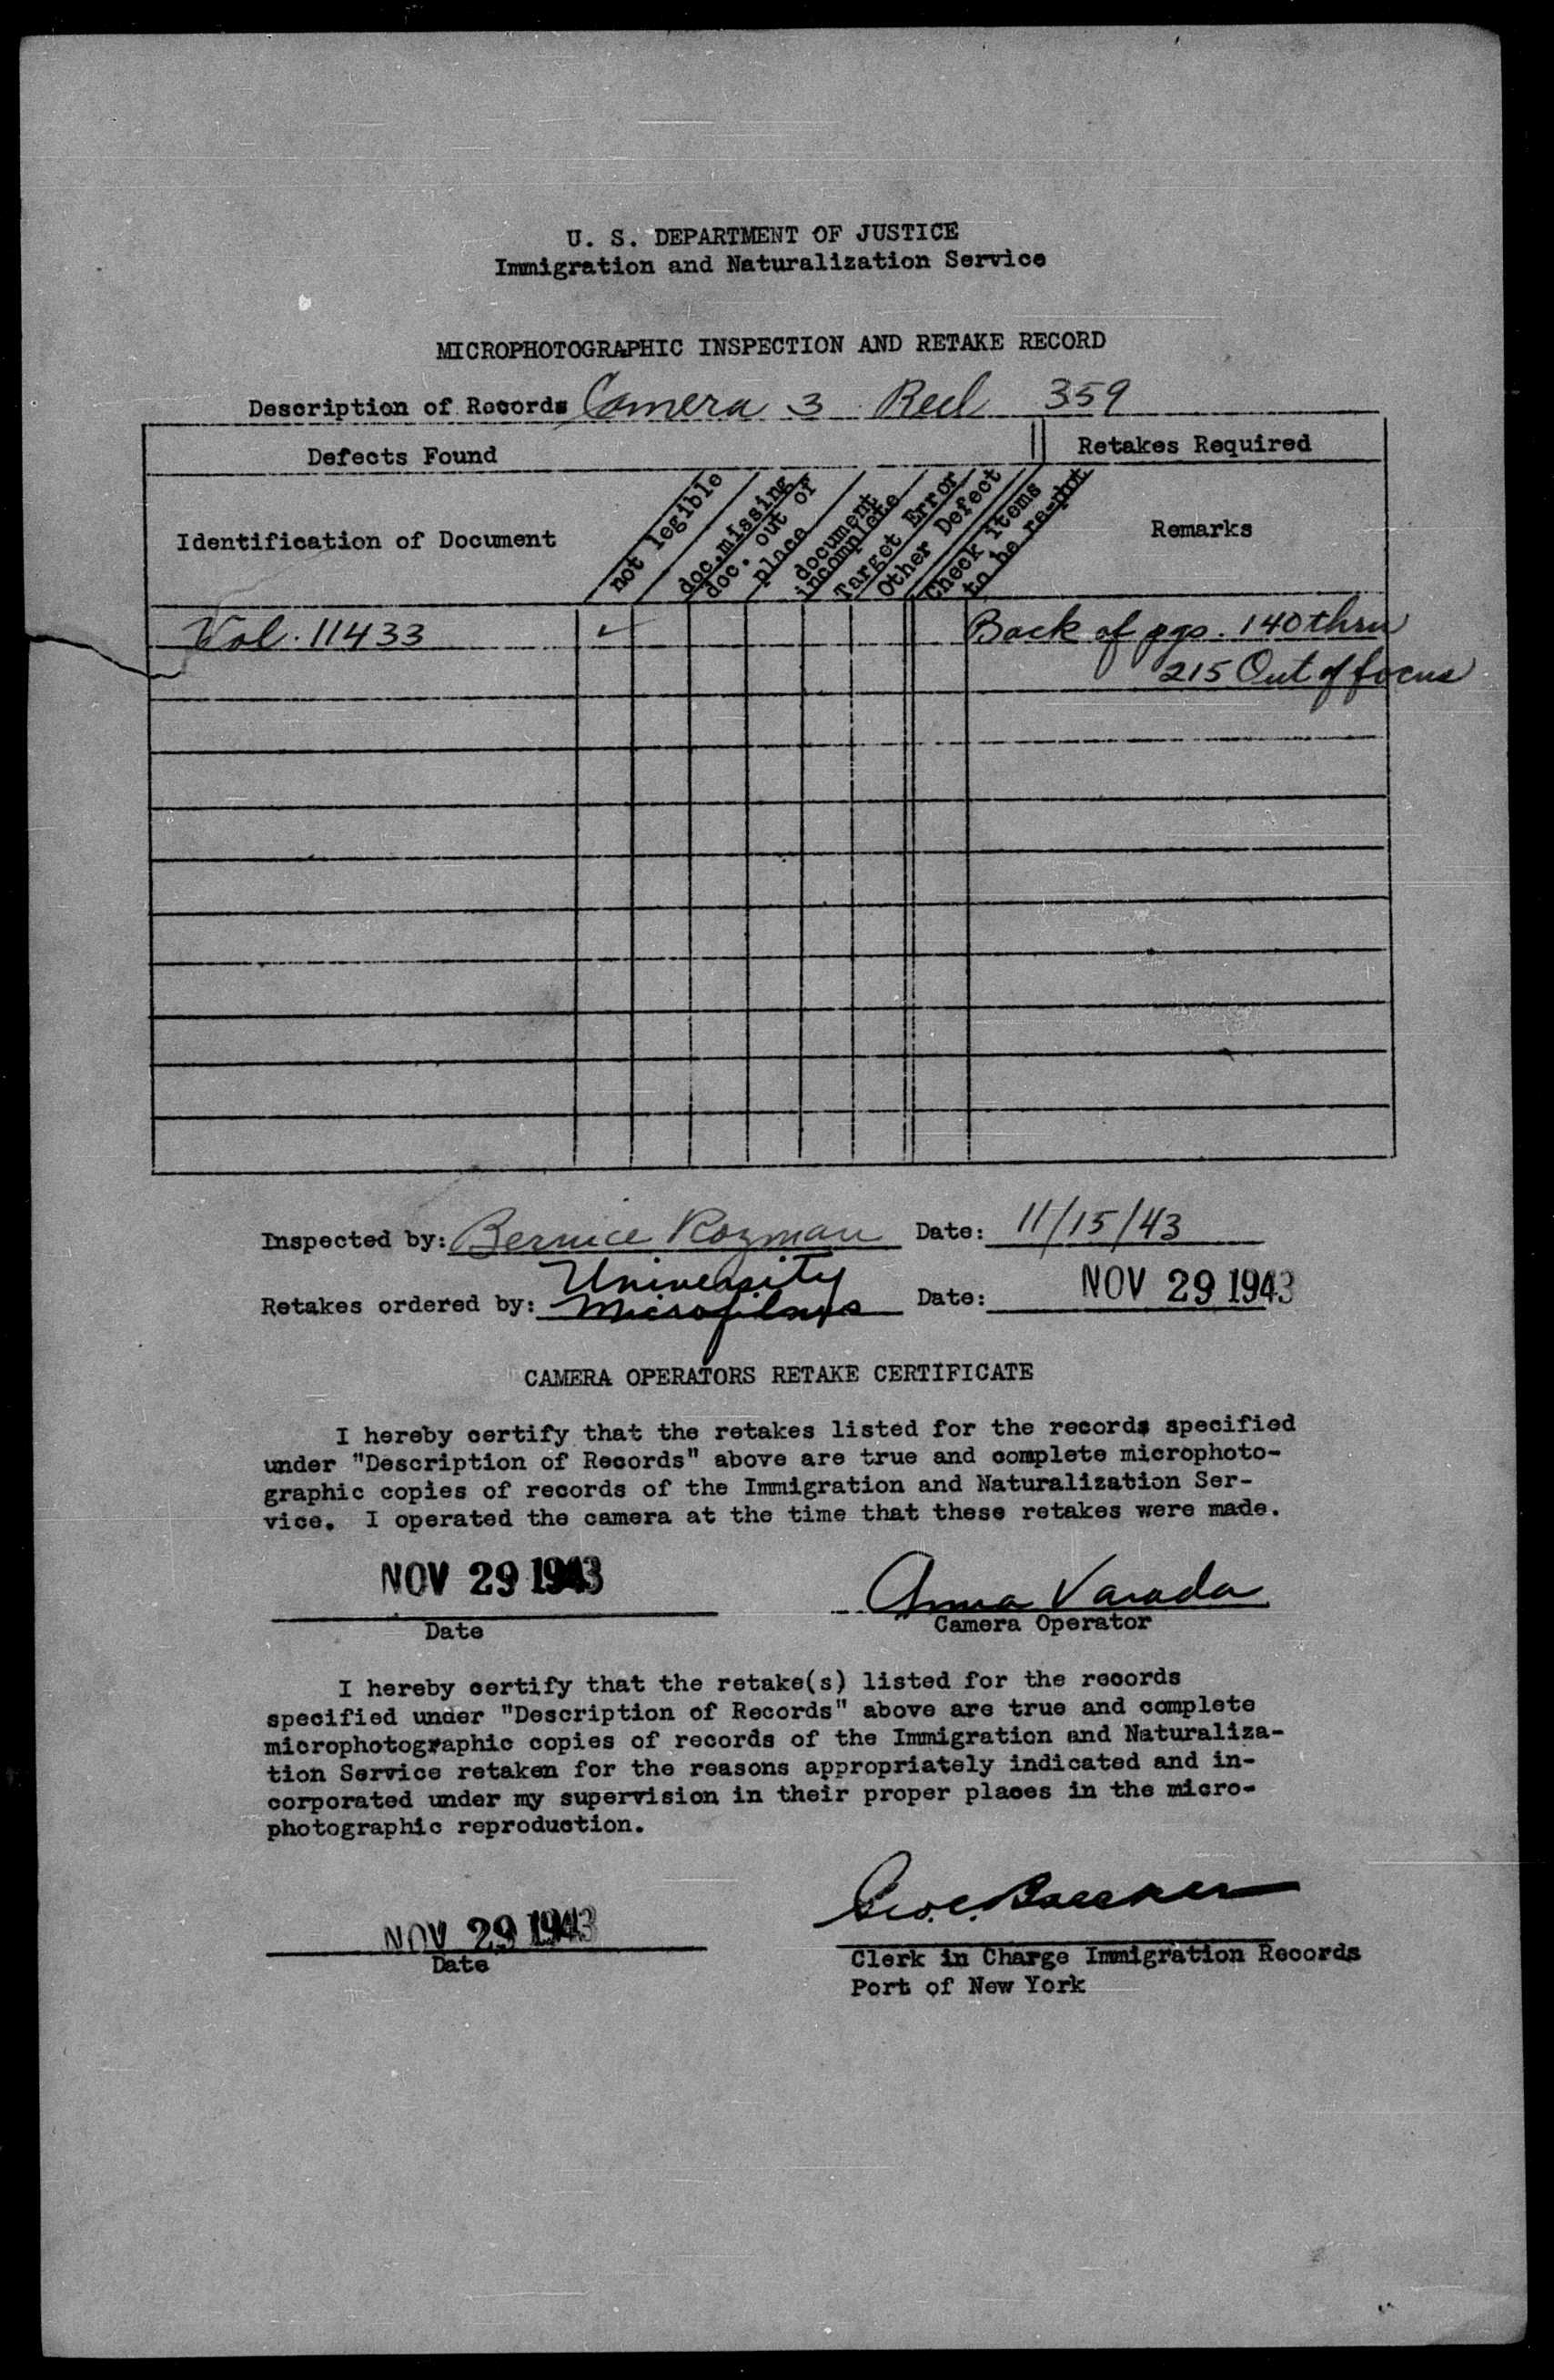 U. S. DEPARTMENT OF JUSTICE
Immigration and Naturalization Service
MICROPHOTOGRAPHIC INSPECTION AND RETAKE RECORD
Description of Records Camera 3 Reel 359
Defects Found
Retakes Required
Identification of Document
not legible
doc. missing
doc. out of
place
document
incomplete
Target Error
Other Defect
Check items
to be re-phot
Remarks
Vol. 11433 ✓ Back of pgs. 140 thru
215 Out of focus
Inspected by: Bernice Rozman Date: 11/15/43
University
Retakes ordered by: Microfilms Date: NOV 29 1943
CAMERA OPERATORS RETAKE CERTIFICATE
I hereby certify that the retakes listed for the records specified
under "Description of Records" above are true and complete microphoto-
graphic copies of records of the Immigration and Naturalization Ser-
vice. I operated the camera at the time that these retakes were made.
NOV 29 1943 Anna Varada
Date Camera Operator
I hereby certify that the retake(s) listed for the records
specified under "Description of Records" above are true and complete
microphotographic copies of records of the Immigration and Naturaliza-
tion Service retaken for the reasons appropriately indicated and in-
corporated under my supervision in their proper places in the micro-
photographic reproduction.
NOV 29 1943 Geo. C.
Date
Clerk in Charge Immigration Records
Port of New York